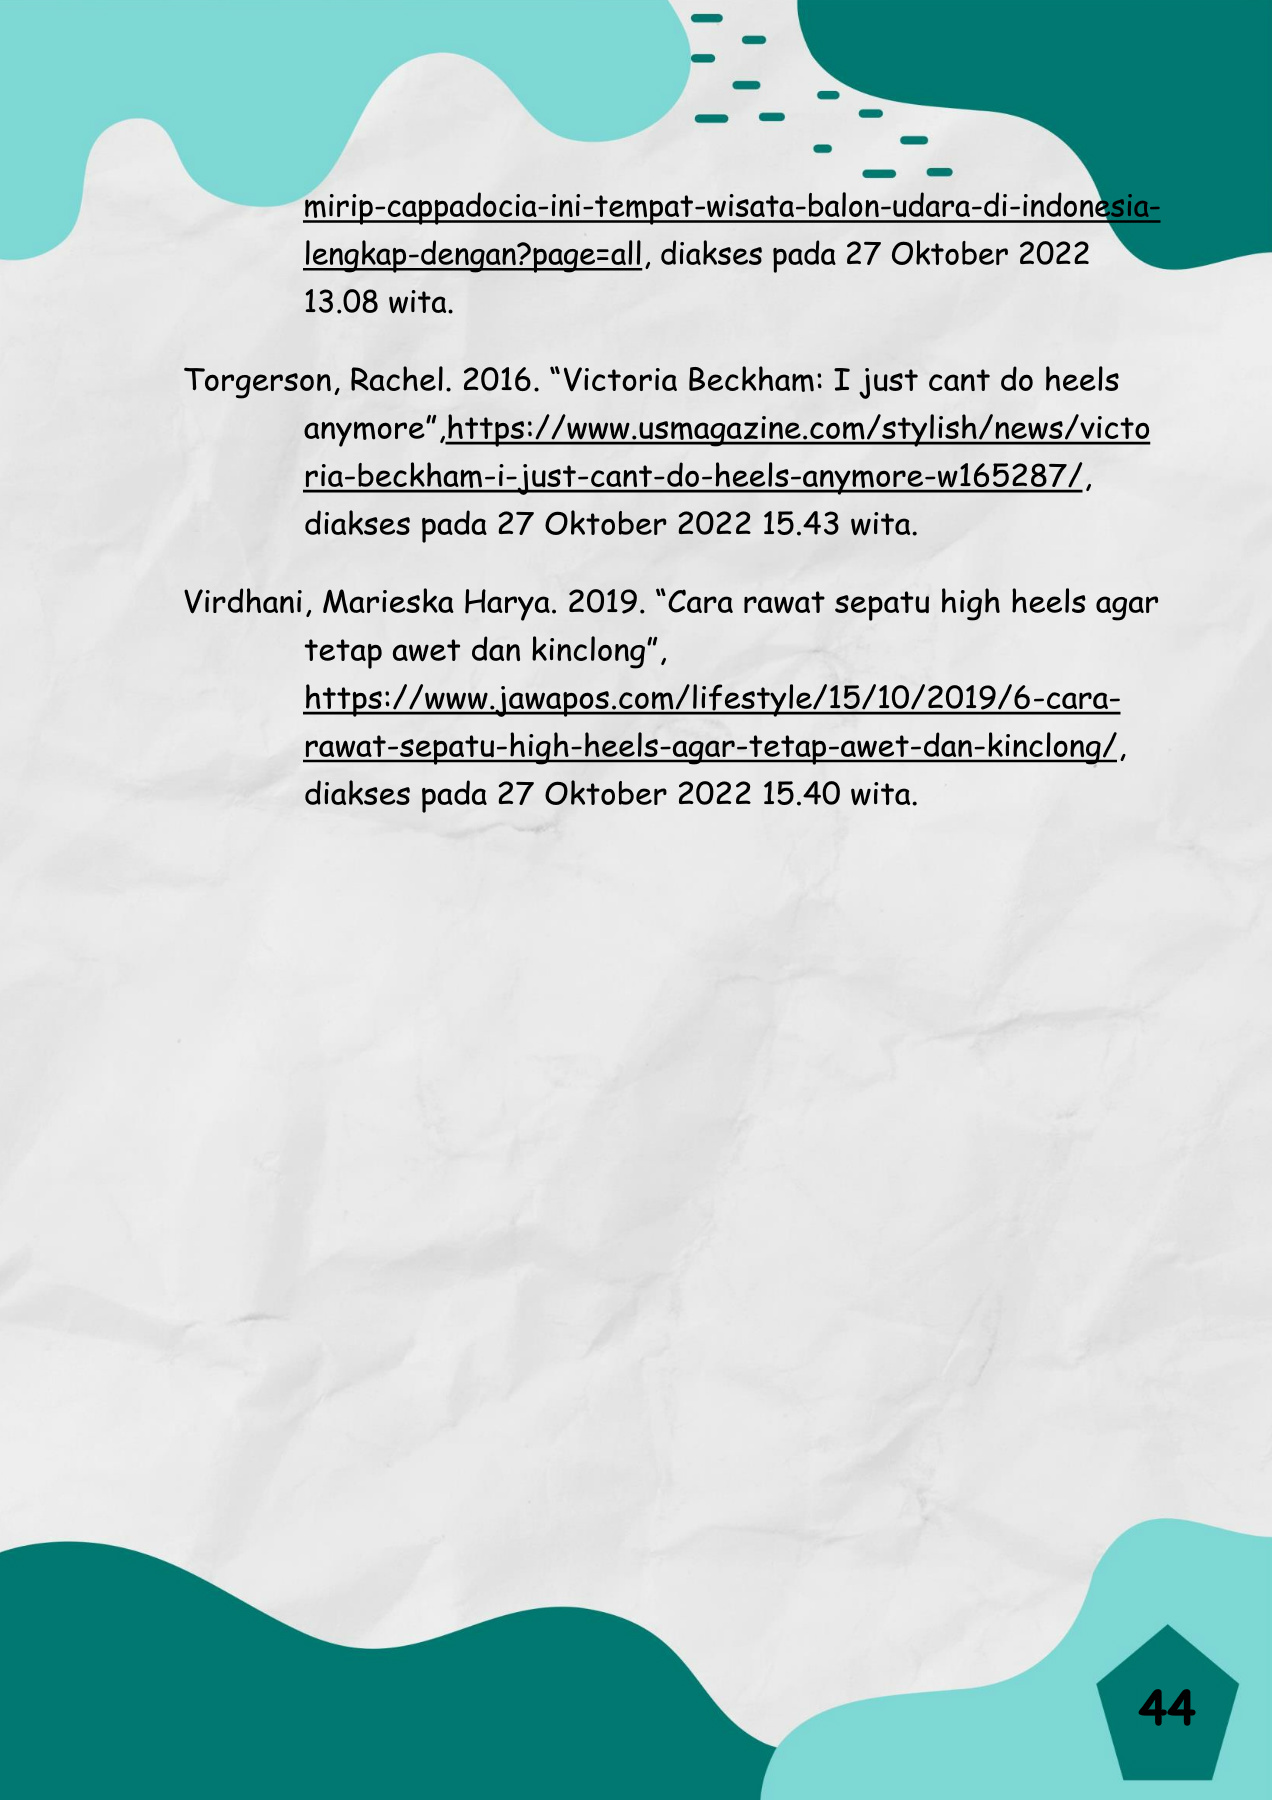 mirip-cappadocia-ini-tempat-wisata-balon-udara-di-indonesia-
lengkap-dengan?page=all, diakses pada 27 Oktober 2022
13.08 wita.
Torgerson, Rachel. 2016. “Victoria Beckham: I just cant do heels
anymore”,https://www.usmagazine.com/stylish/news/victo
ria-beckham-i-just-cant-do-heels-anymore-w165287/,
diakses pada 27 Oktober 2022 15.43 wita.
Virdhani, Marieska Harya. 2019. “Cara rawat sepatu high heels agar
tetap awet dan kinclong”,
https://www.jawapos.com/lifestyle/15/10/2019/6-cara-
rawat-sepatu-high-heels-agar-tetap-awet-dan-kinclong/,
diakses pada 27 Oktober 2022 15.40 wita.
44